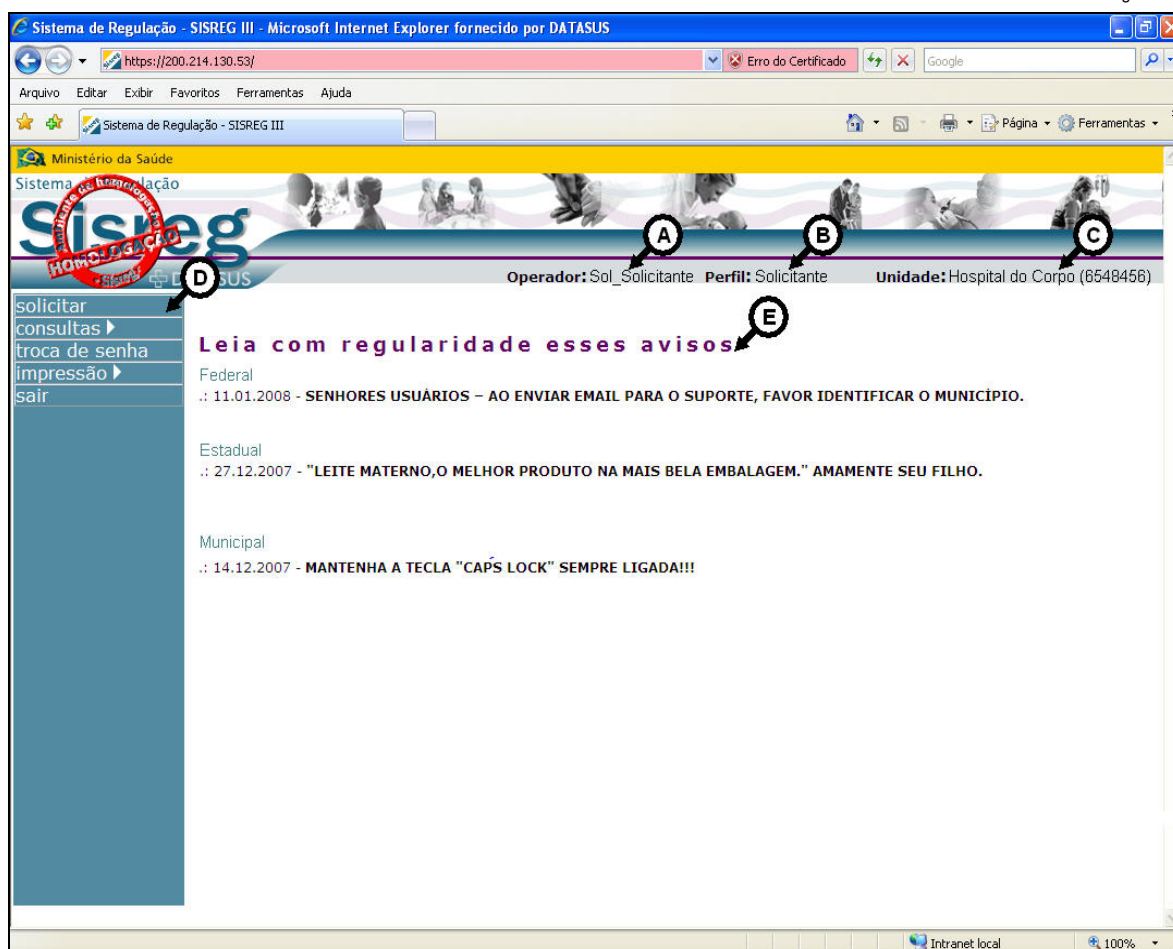 Sistema de Regulação - SISREG III - Microsoft Internet Explorer fornecido por DATASUS
https://200.214.130.53/ Erro do Certificado Google
Arquivo Editar Exibir Favoritos Ferramentas Ajuda
Sistema de Regulação - SISREG III Página Ferramentas
Ministério da Saúde
Sistema
Sisreg
Ambiente de homologação
HOMOLOGAÇÃO
A B C
Operador: Sol_Solicitante Perfil: Solicitante Unidade: Hospital do Corpo (6548456)
D
solicitar
consultas
troca de senha
impressão
sair
E
Leia com regularidade esses avisos
Federal
.: 11.01.2008 - SENHORES USUÁRIOS – AO ENVIAR EMAIL PARA O SUPORTE, FAVOR IDENTIFICAR O MUNICÍPIO.
Estadual
.: 27.12.2007 - "LEITE MATERNO,O MELHOR PRODUTO NA MAIS BELA EMBALAGEM." AMAMENTE SEU FILHO.
Municipal
.: 14.12.2007 - MANTENHA A TECLA "CAPS LOCK" SEMPRE LIGADA!!!
Intranet local 100%